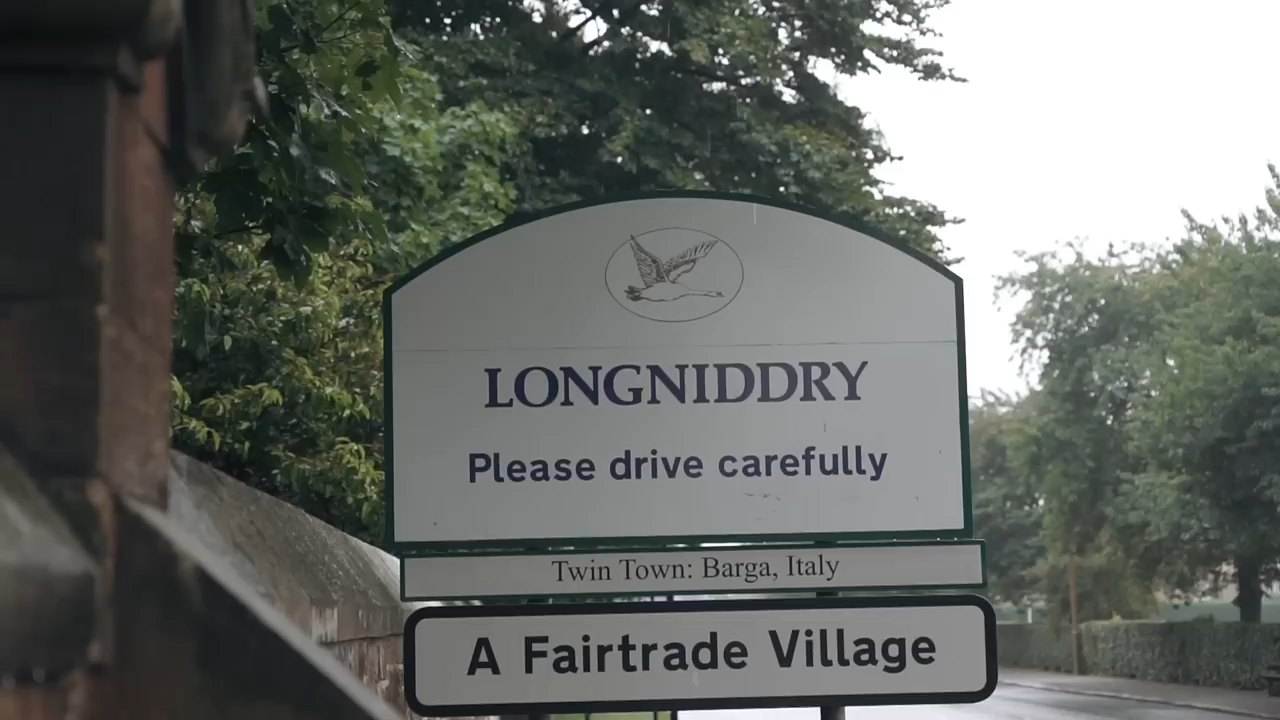 LONGNIDDRY
Please drive carefully
Twin Town: Barga, Italy
A Fairtrade Village